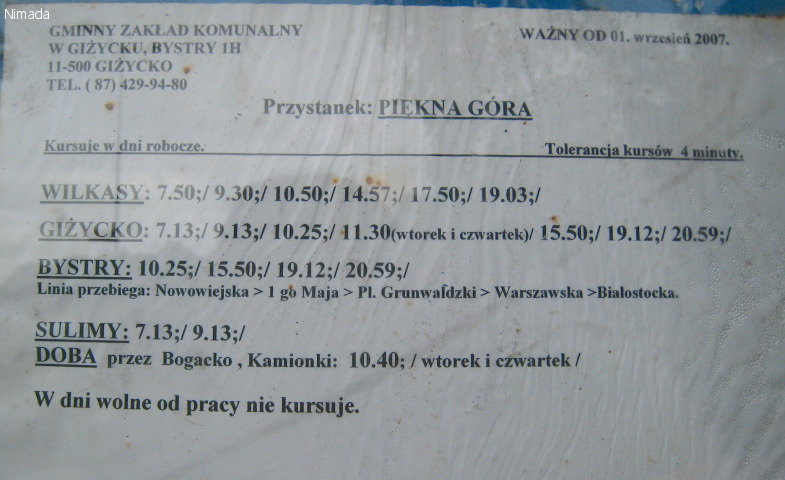 Nimada
GMINNY ZAKŁAD KOMUNALNY
W GIŻYCKU, BYSTRY 1H
11-500 GIŻYCKO
TEL. ( 87) 429-94-80
WAŻNY OD 01. wrzesień 2007.
Przystanek: PIĘKNA GÓRA
Kursuje w dni robocze. Tolerancja kursów 4 minuty.
WILKASY: 7.50;/ 9.30;/ 10.50;/ 14.57;/ 17.50;/ 19.03;/
GIŻYCKO: 7.13;/ 9.13;/ 10.25;/ 11.30(wtorek i czwartek)/ 15.50;/ 19.12;/ 20.59;/
BYSTRY: 10.25;/ 15.50;/ 19.12;/ 20.59;/
Linia przebiega: Nowowiejska > 1 go Maja > Pl. Grunwaldzki > Warszawska >Białostocka.
SULIMY: 7.13;/ 9.13;/
DOBA przez Bogacko , Kamionki: 10.40; / wtorek i czwartek /
W dni wolne od pracy nie kursuje.